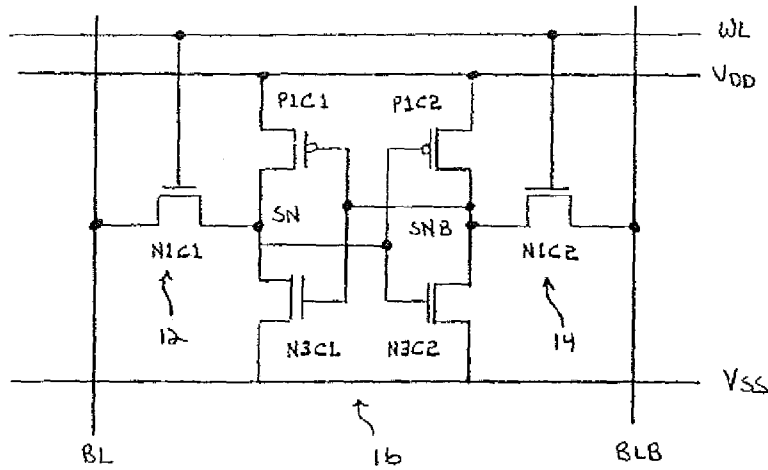 WL
VDD
P1C1
P1C2
SN
SNB
N1C1
N1C2
12
14
N3C1
N3C2
VSS
BL
16
BLB